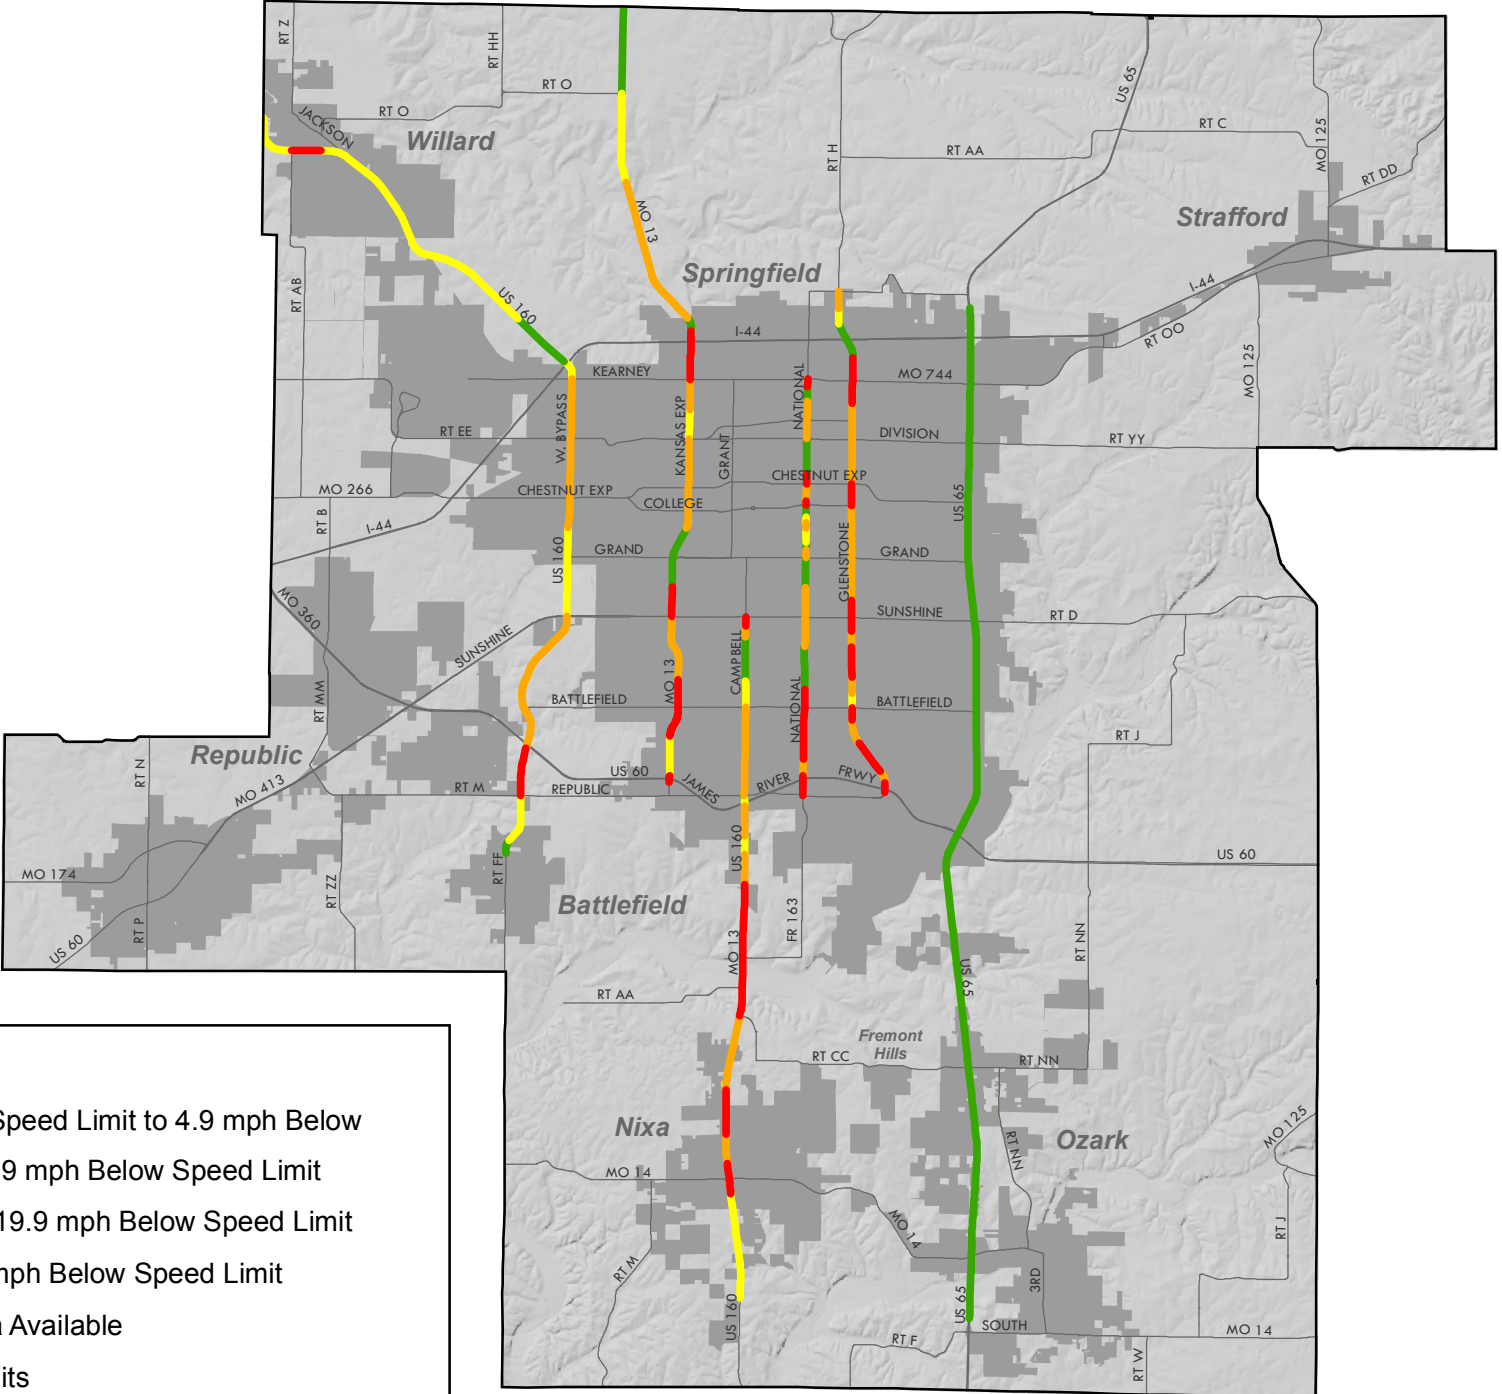 RT Z
RT HH
RT O
RT O
JACKSON
Willard
US 65
RT C
RT AA
RT H
MO 125
RT DD
MO 13
Strafford
Springfield
RT AB
US 160
I-44
I-44
RT OO
MO 125
KEARNEY
MO 744
W. BYPASS
KANSAS EXP
NATIONAL
GRANT
RT EE
DIVISION
RT YY
CHESTNUT EXP
MO 266
CHESTNUT EXP
COLLEGE
US 65
RT B
I-44
GRAND
GRAND
US 160
GLENSTONE
MO 360
SUNSHINE
SUNSHINE
RT D
CAMPBELL
MO 13
RT MM
BATTLEFIELD
NATIONAL
BATTLEFIELD
RT J
Republic
RT N
MO 413
RT M
US 60
REPUBLIC
JAMES
RIVER
FRWY
US 160
US 60
MO 174
RT FF
RT ZZ
RT P
US 60
Battlefield
FR 163
MO 13
RT NN
US 65
RT AA
Fremont
Hills
RT CC
RT NN
Nixa
Ozark
RT NN
MO 125
MO 14
MO 14
RT J
RT M
3RD
US 160
US 65
SOUTH
RT F
MO 14
RT W
Speed Limit to 4.9 mph Below
9 mph Below Speed Limit
19.9 mph Below Speed Limit
mph Below Speed Limit
Available
its